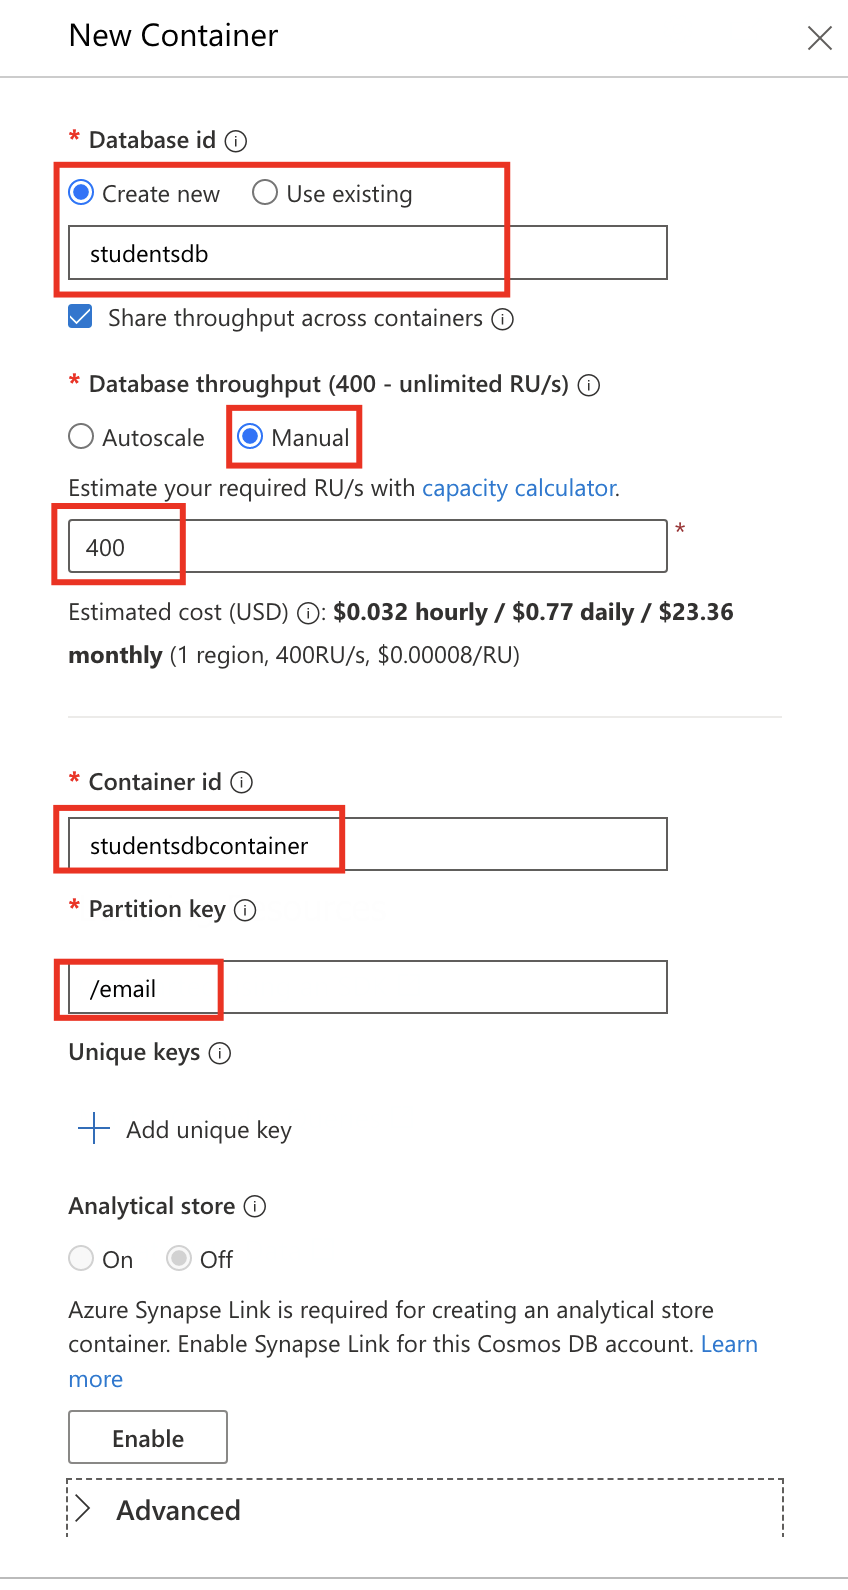 New Container
* Database id
Create new Use existing
studentsdb
Share throughput across containers
* Database throughput (400 - unlimited RU/s)
Autoscale Manual
Estimate your required RU/s with capacity calculator.
400 *
Estimated cost (USD) : $0.032 hourly / $0.77 daily / $23.36
monthly (1 region, 400RU/s, $0.00008/RU)
* Container id
studentsdbcontainer
* Partition key
/email
Unique keys
Add unique key
Analytical store
On Off
Azure Synapse Link is required for creating an analytical store
container. Enable Synapse Link for this Cosmos DB account. Learn
more
Enable
Advanced